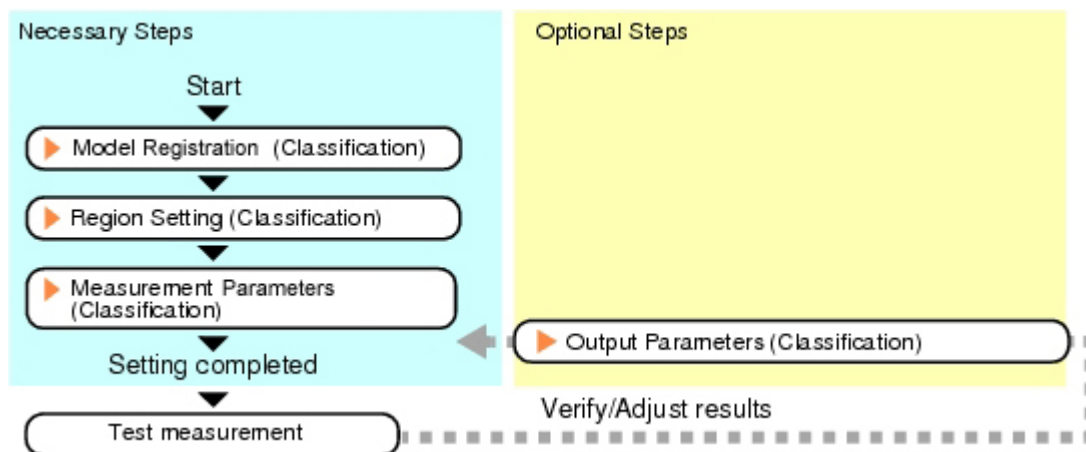 Necessary Steps
Start
Model Registration (Classification)
Region Setting (Classification)
Measurement Parameters
(Classification)
Setting completed
Test measurement
Optional Steps
Output Parameters (Classification)
Verify/Adjust results